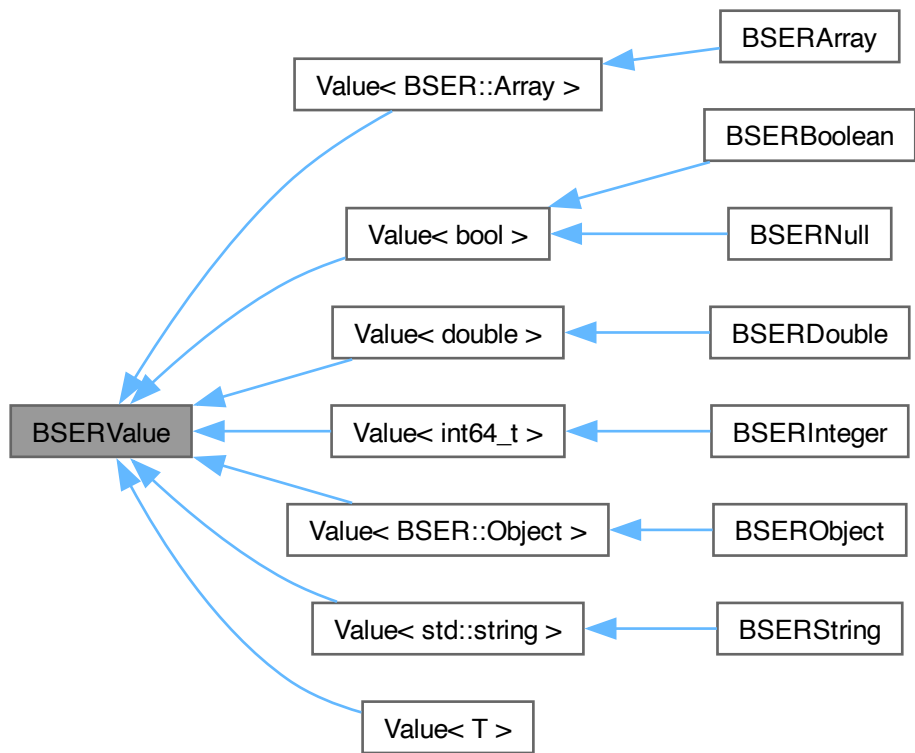 BSERArray
Value< BSER::Array >
BSERBoolean
Value< bool >
BSERNull
Value< double >
BSERDouble
BSERValue
Value< int64_t >
BSERInteger
Value< BSER::Object >
BSERObject
Value< std::string >
BSERString
Value< T >